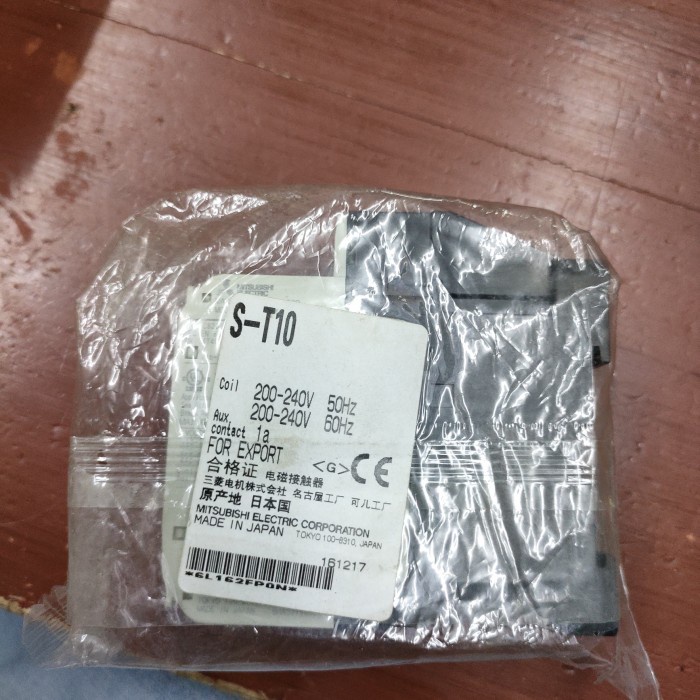 S-T10
Coil 200-240V 50Hz
200-240V 60Hz
Aux. contact 1a
FOR EXPORT
合格证 电磁接触器 <G> CE
三菱电机株式会社 名古屋工厂 可儿工厂
原产地 日本国
MITSUBISHI ELECTRIC CORPORATION
MADE IN JAPAN TOKYO 100-8310, JAPAN
161217
*6L162FP0N*